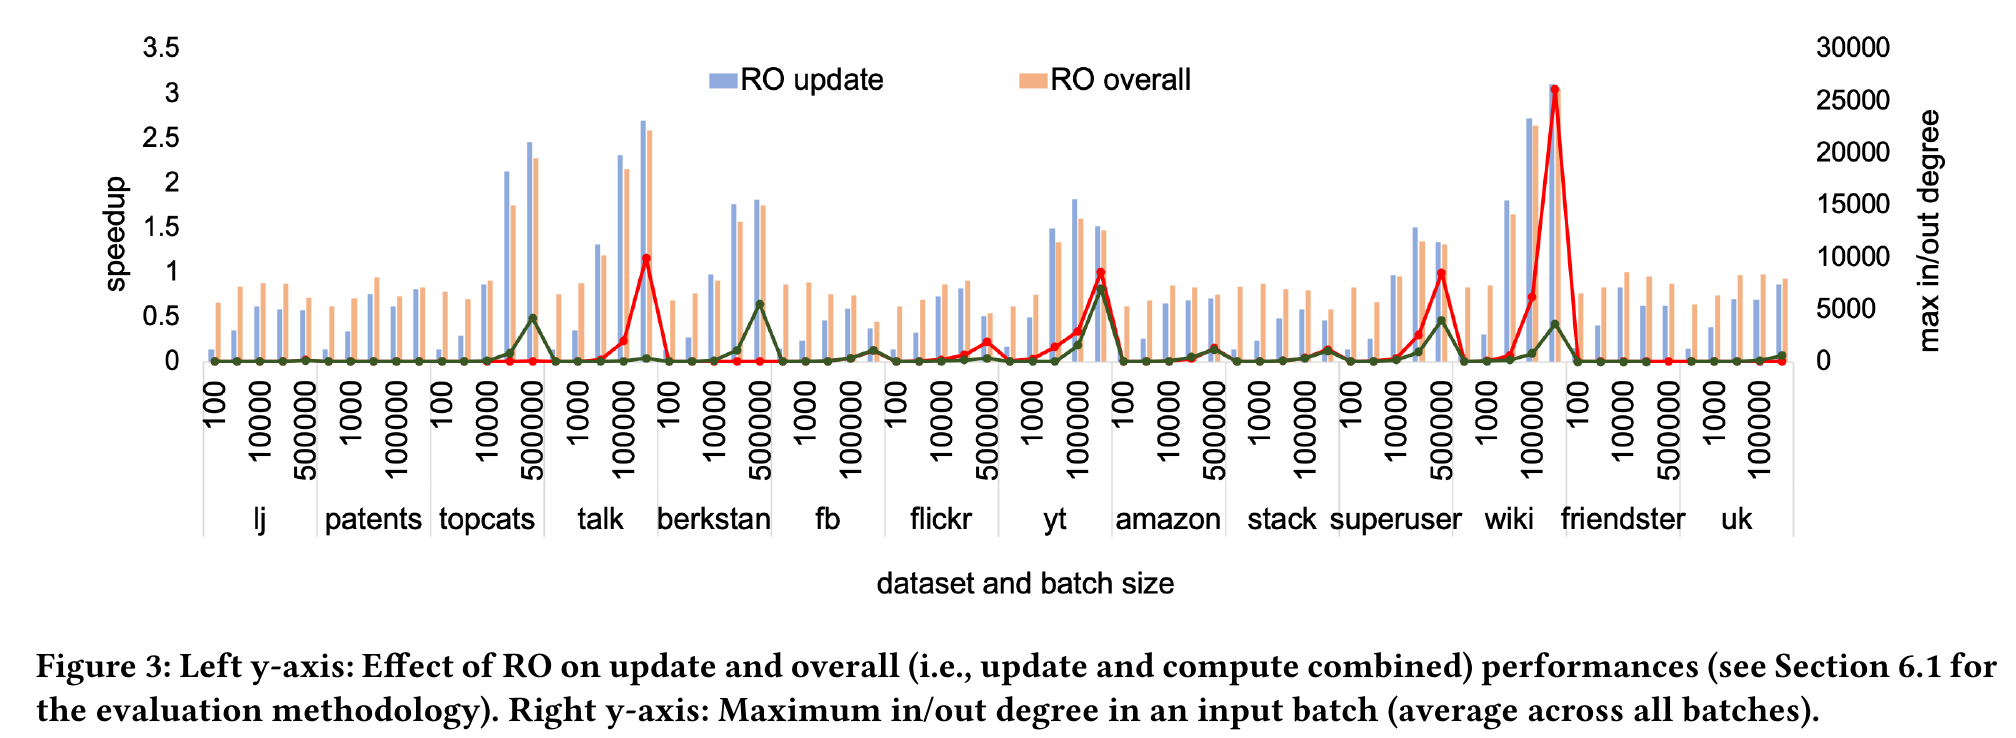 3.5
3
2.5
2
1.5
1
0.5
0
speedup
RO update
RO overall
30000
25000
20000
15000
10000
5000
0
max in/out degree
100 10000 500000 1000 100000 100 10000 500000 1000 100000 100 10000 500000 1000 100000 100 10000 500000 1000 100000 100 10000 500000 1000 100000 100 10000 500000 1000 100000 100 10000 500000 1000 100000
lj patents topcats talk berkstan fb flickr yt amazon stack superuser wiki friendster uk
dataset and batch size
Figure 3: Left y-axis: Effect of RO on update and overall (i.e., update and compute combined) performances (see Section 6.1 for
the evaluation methodology). Right y-axis: Maximum in/out degree in an input batch (average across all batches).